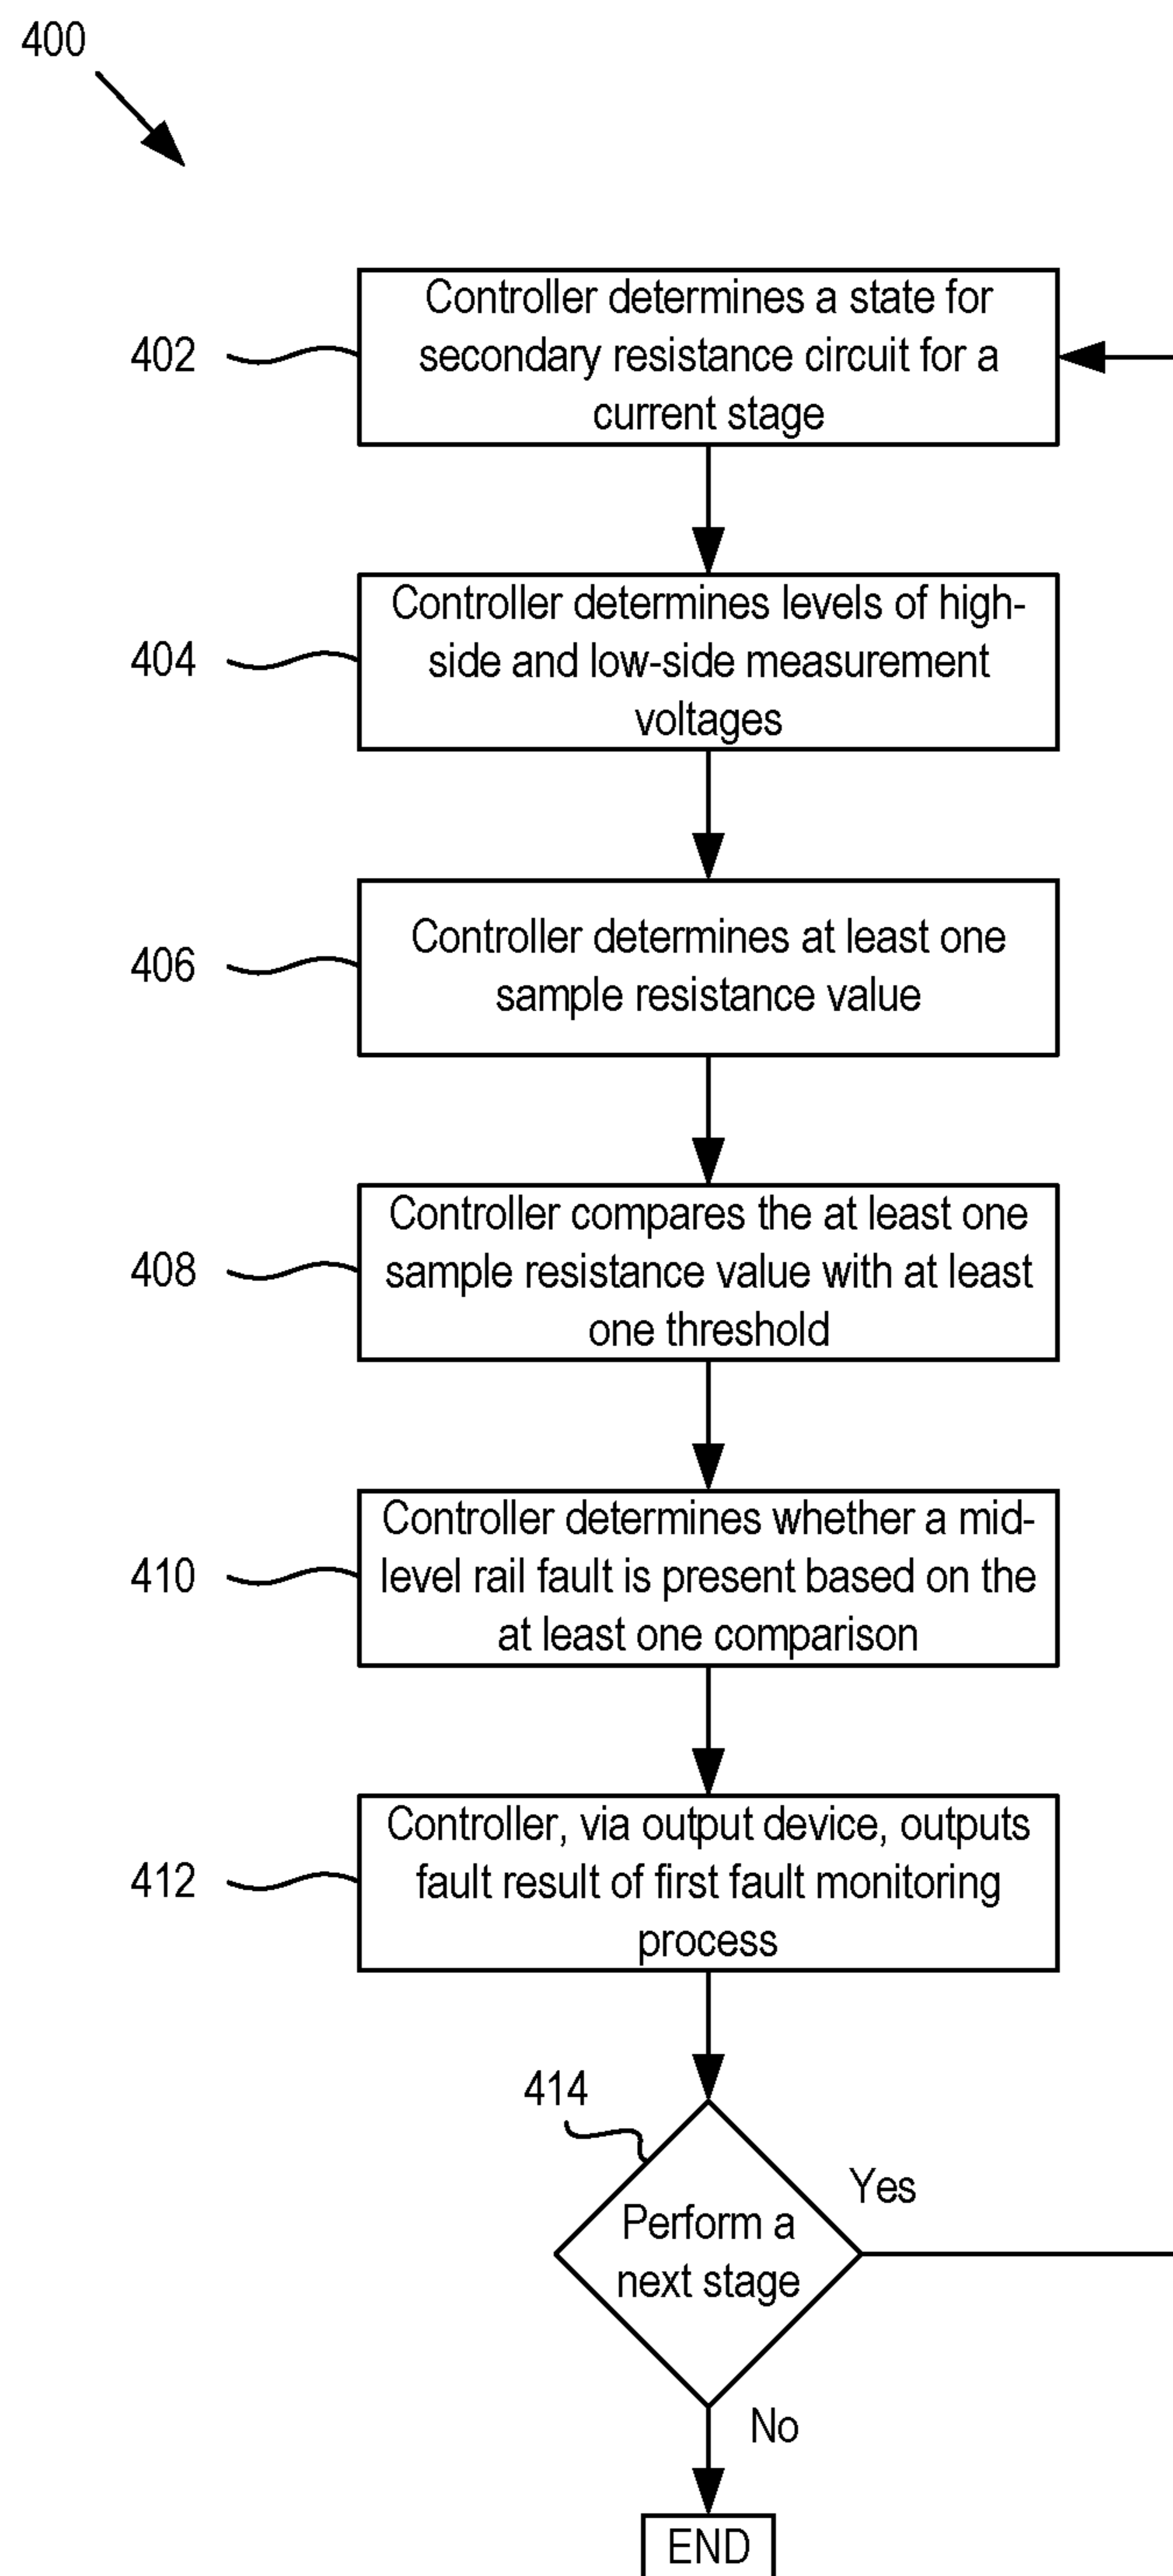 400
402
Controller determines a state for
secondary resistance circuit for a
current stage
404
Controller determines levels of high-
side and low-side measurement
voltages
406
Controller determines at least one
sample resistance value
408
Controller compares the at least one
sample resistance value with at least
one threshold
410
Controller determines whether a mid-
level rail fault is present based on the
at least one comparison
412
Controller, via output device, outputs
fault result of first fault monitoring
process
414
Perform a
next stage
Yes
No
END